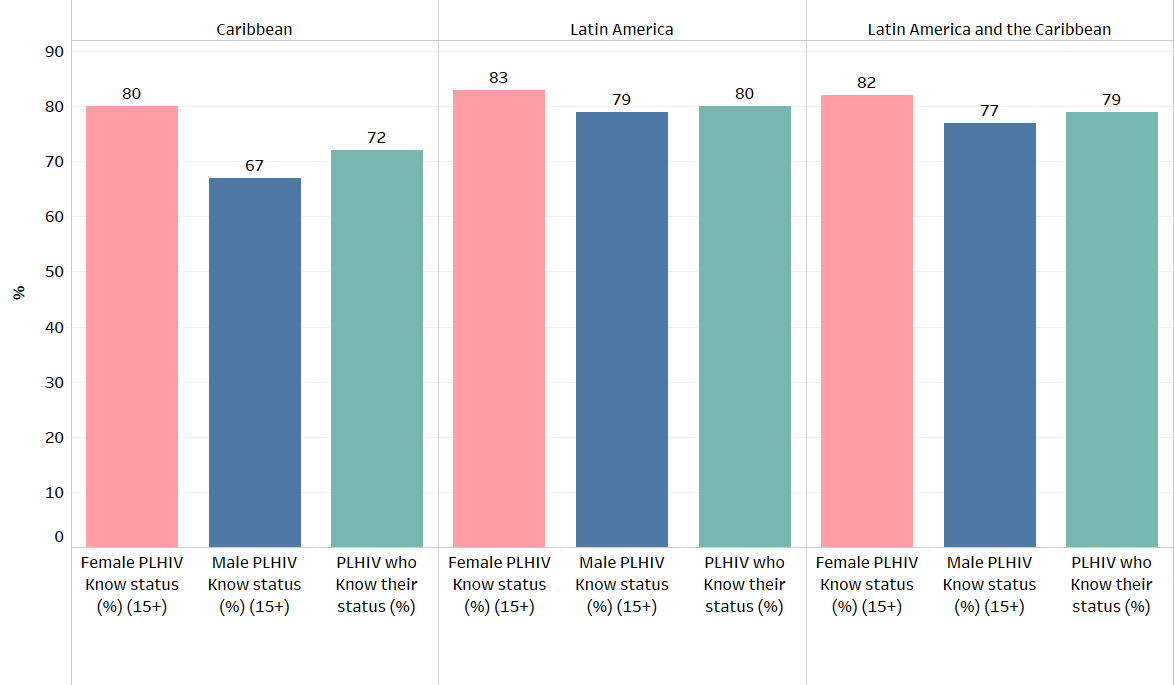 Caribbean
Latin America
Latin America and the Caribbean
%
90
80
70
60
50
40
30
20
10
0
80
67
72
83
79
80
82
77
79
Female PLHIV
Know status
(%) (15+)
Male PLHIV
Know status
(%) (15+)
PLHIV who
Know their
status (%)
Female PLHIV
Know status
(%) (15+)
Male PLHIV
Know status
(%) (15+)
PLHIV who
Know their
status (%)
Female PLHIV
Know status
(%) (15+)
Male PLHIV
Know status
(%) (15+)
PLHIV who
Know their
status (%)